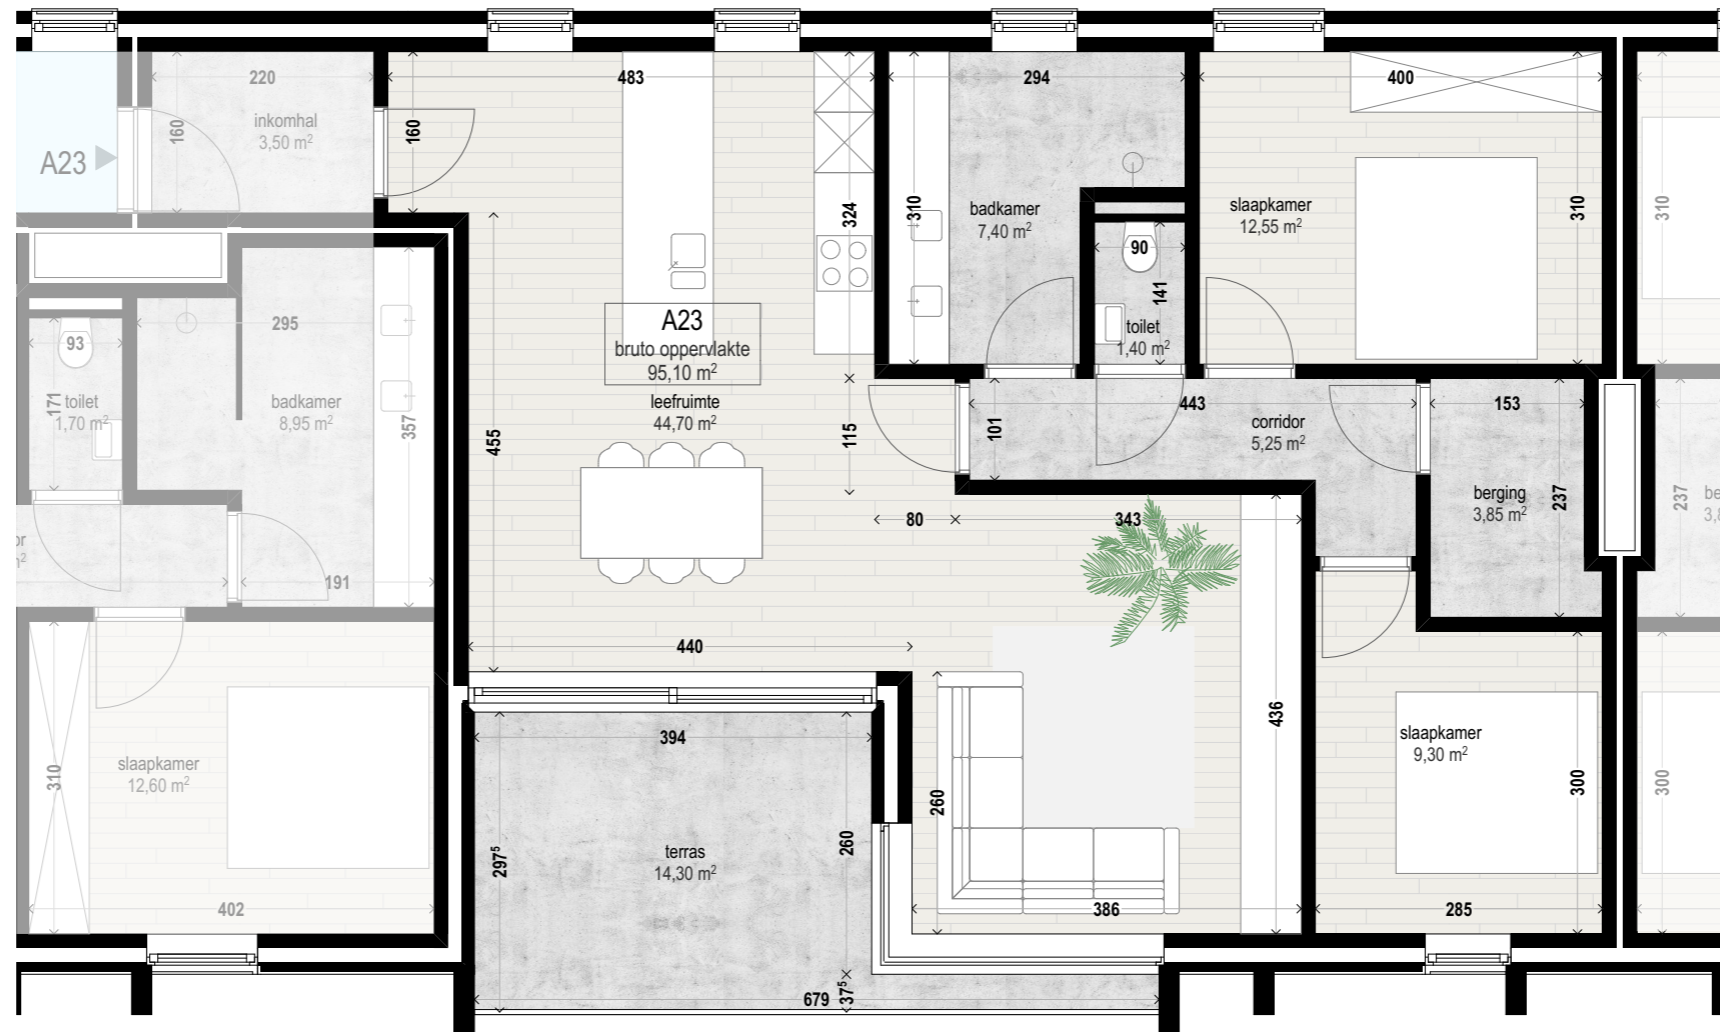 220
483
294
400
inkomhal
3,50 m²
160
160
A23
324
310
badkamer
7,40 m²
90
141
toilet
1,40 m²
slaapkamer
12,55 m²
310
310
295
93
171
toilet
1,70 m²
badkamer
8,95 m²
357
191
A23
bruto oppervlakte
95,10 m²
leefruimte
44,70 m²
455
115
101
443
corridor
5,25 m²
153
berging
3,85 m²
237
237
80
343
440
436
310
slaapkamer
12,60 m²
402
394
297⁵
260
terras
14,30 m²
679
37⁵
260
386
slaapkamer
9,30 m²
300
285
300